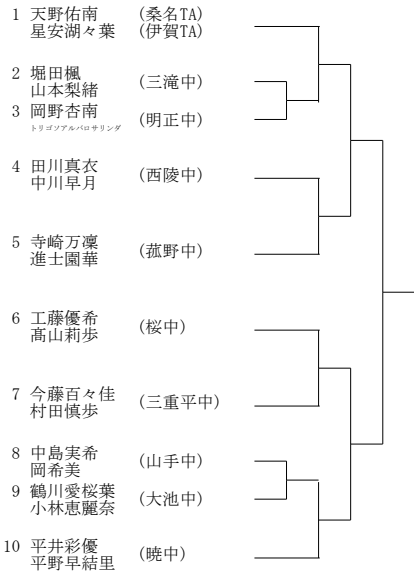 1 天野佑南 (桑名TA)
星安湖々葉 (伊賀TA)
2 堀田楓
山本梨緒 (三滝中)
3 岡野杏南 (明正中)
トリゴソアルバロサリンダ
4 田川真衣
中川早月 (西陵中)
5 寺崎万凜
進士園華 (菰野中)
6 工藤優希
髙山莉歩 (桜中)
7 今藤百々佳
村田慎歩 (三重平中)
8 中島実希
岡希美 (山手中)
9 鶴川愛桜葉
小林恵麗奈 (大池中)
10 平井彩優
平野早結里 (暁中)